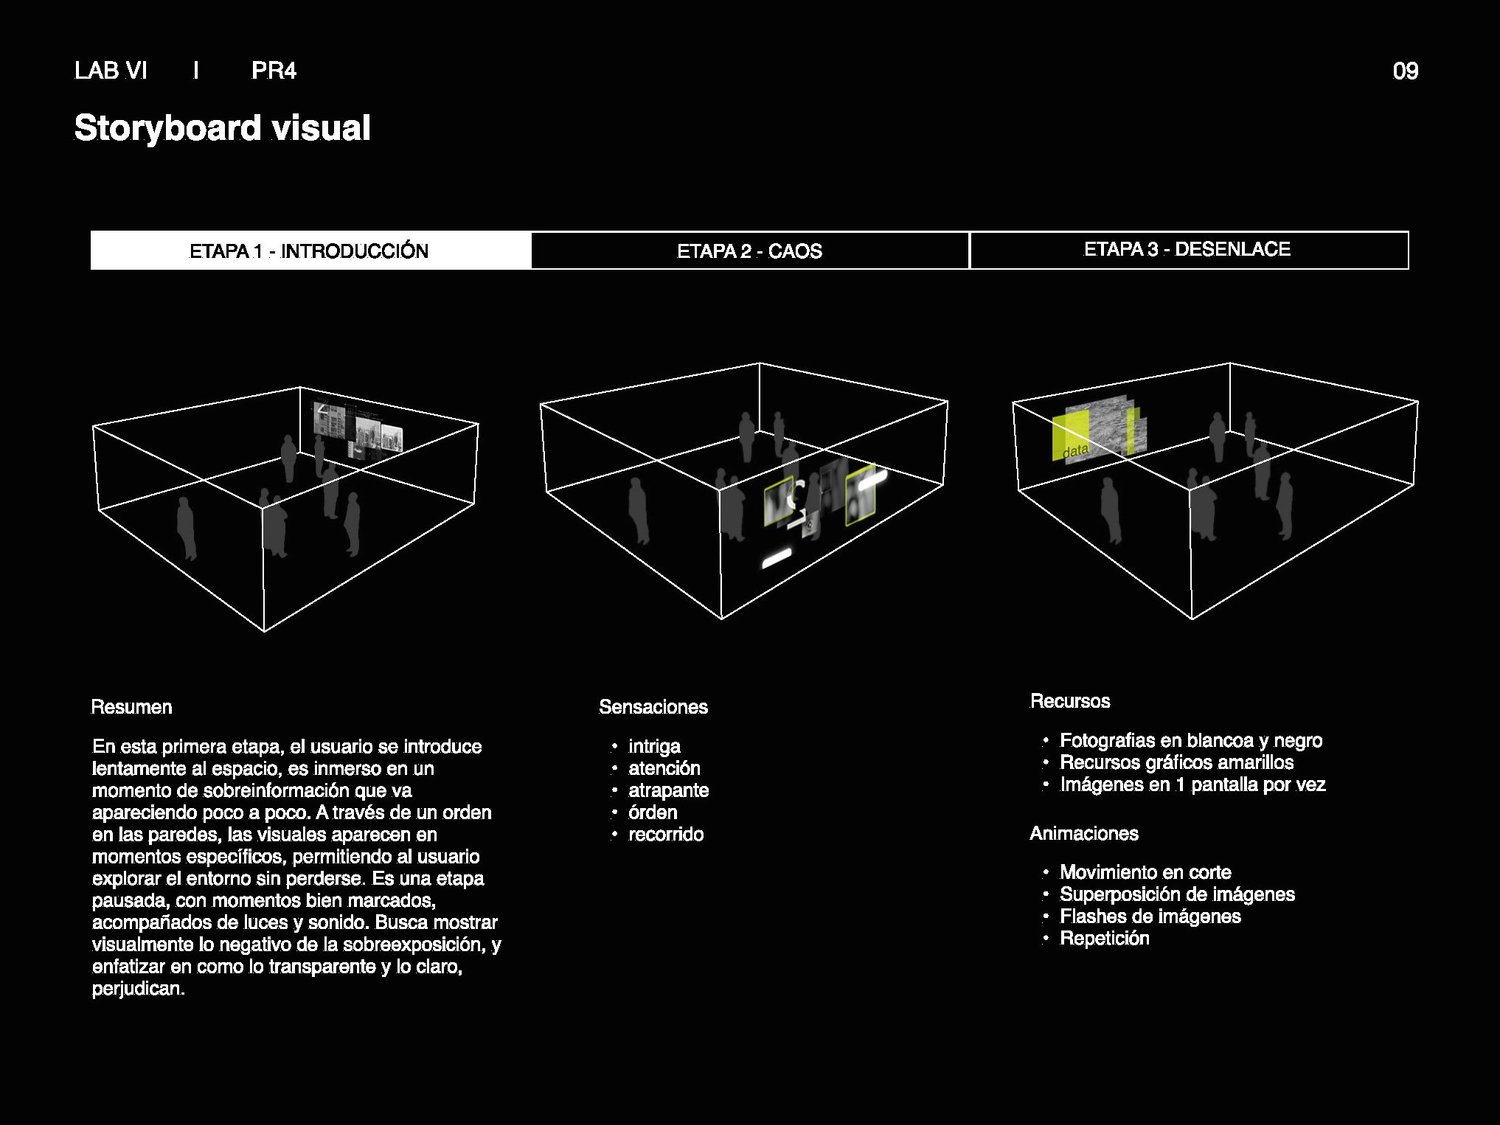 LAB VI I PR4 09
Storyboard visual
ETAPA 1 - INTRODUCCIÓN
ETAPA 2 - CAOS
ETAPA 3 - DESENLACE
data
Resumen
En esta primera etapa, el usuario se introduce
lentamente al espacio, es inmerso en un
momento de sobreinformación que va
apareciendo poco a poco. A través de un orden
en las paredes, las visuales aparecen en
momentos específicos, permitiendo al usuario
explorar el entorno sin perderse. Es una etapa
pausada, con momentos bien marcados,
acompañados de luces y sonido. Busca mostrar
visualmente lo negativo de la sobreexposición, y
enfatizar en como lo transparente y lo claro,
perjudican.
Sensaciones
• intriga
• atención
• atrapante
• órden
• recorrido
Recursos
• Fotografias en blancoa y negro
• Recursos gráficos amarillos
• Imágenes en 1 pantalla por vez
Animaciones
• Movimiento en corte
• Superposición de imágenes
• Flashes de imágenes
• Repetición